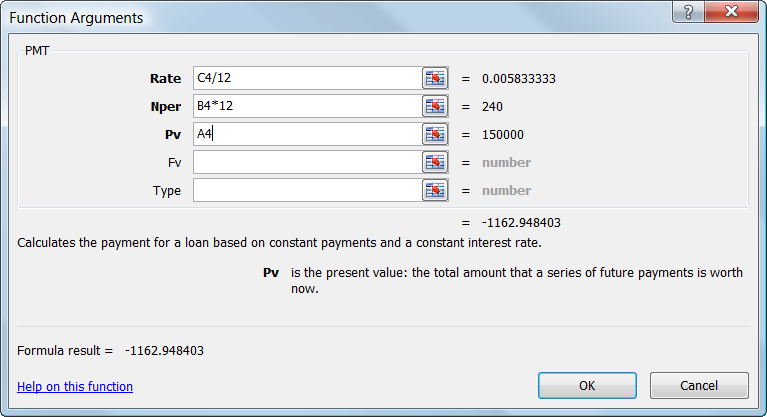 Function Arguments
PMT
Rate C4/12 = 0.005833333
Nper B4*12 = 240
Pv A4 = 150000
Fv = number
Type = number
= -1162.948403
Calculates the payment for a loan based on constant payments and a constant interest rate.
Pv is the present value: the total amount that a series of future payments is worth
now.
Formula result = -1162.948403
Help on this function
OK Cancel